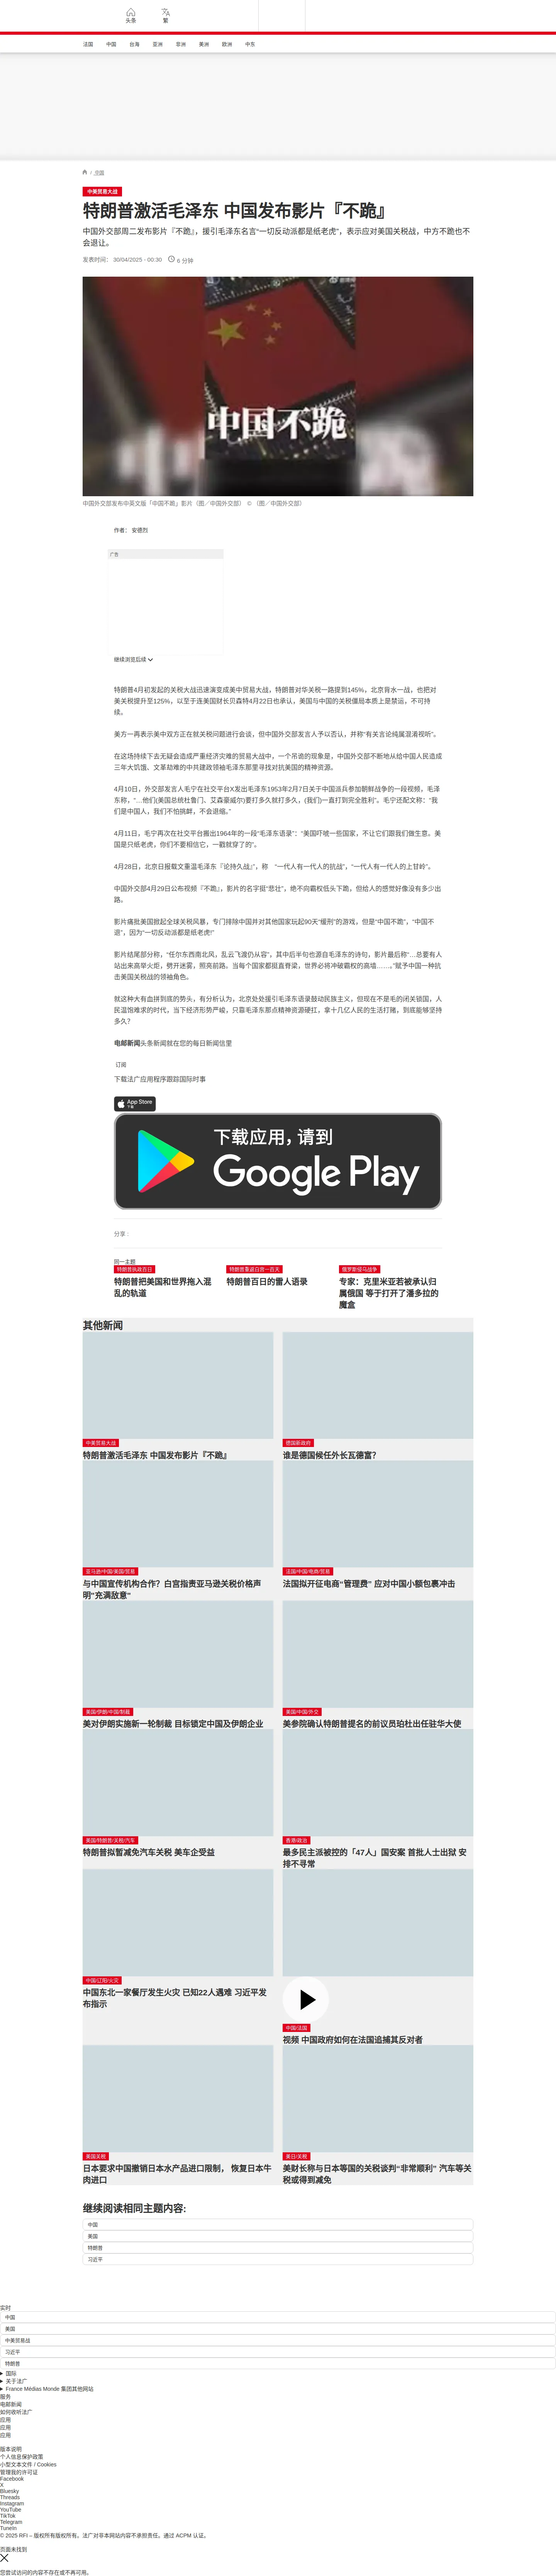 头条
繁
法国
中国
台海
亚洲
非洲
美洲
欧洲
中东
/ 中国
中美贸易大战
特朗普激活毛泽东 中国发布影片『不跪』
中国外交部周二发布影片『不跪』，援引毛泽东名言“一切反动派都是纸老虎”，表示应对美国关税战，中方不跪也不
会退让。
发表时间： 30/04/2025 - 00:30 6 分钟
中国不跪
中国外交部发布中英文版「中国不跪」影片（图／中国外交部） © （图／中国外交部）
作者： 安德烈
广告
继续浏览后续
特朗普4月初发起的关税大战迅速演变成美中贸易大战，特朗普对华关税一路提到145%，北京背水一战，也把对
美关税提升至125%，以至于连美国财长贝森特4月22日也承认，美国与中国的关税僵局本质上是禁运，不可持
续。
美方一再表示美中双方正在就关税问题进行会谈，但中国外交部发言人予以否认，并称“有关言论纯属混淆视听”。
在这场持续下去无疑会造成严重经济灾难的贸易大战中，一个吊诡的现象是，中国外交部不断地从给中国人民造成
三年大饥馑、文革劫难的中共建政领袖毛泽东那里寻找对抗美国的精神资源。
4月10日，外交部发言人毛宁在社交平台X发出毛泽东1953年2月7日关于中国派兵参加朝鲜战争的一段视频，毛泽
东称，“…他们(美国总统杜鲁门、艾森豪威尔)要打多久就打多久，(我们)一直打到完全胜利”。毛宁还配文称：“我
们是中国人，我们不怕挑衅，不会退缩。”
4月11日，毛宁再次在社交平台搬出1964年的一段“毛泽东语录”：“美国吓唬一些国家，不让它们跟我们做生意。美
国是只纸老虎，你们不要相信它，一戳就穿了的”。
4月28日，北京日报载文重温毛泽东『论持久战』”，称 “一代人有一代人的抗战”，“一代人有一代人的上甘岭”。
中国外交部4月29日公布视频『不跪』，影片的名字挺“悲壮”，绝不向霸权低头下跪，但给人的感觉好像没有多少出
路。
影片痛批美国掀起全球关税风暴，专门排除中国并对其他国家玩起90天“缓刑”的游戏，但是“中国不跪”，“中国不
退”，因为“一切反动派都是纸老虎!”
影片结尾部分称，“任尔东西南北风，乱云飞渡仍从容”，其中后半句也源自毛泽东的诗句，影片最后称“…总要有人
站出来高举火炬，劈开迷雾，照亮前路。当每个国家都挺直脊梁，世界必将冲破霸权的高墙……。”赋予中国一种抗
击美国关税战的领袖角色。
就这种大有血拼到底的势头，有分析认为，北京处处援引毛泽东语录鼓动民族主义，但现在不是毛的闭关锁国，人
民温饱难求的时代，当下经济形势严峻，只靠毛泽东那点精神资源硬扛，拿十几亿人民的生活打赌，到底能够坚持
多久？
电邮新闻头条新闻就在您的每日新闻信里
订阅
下载法广应用程序跟踪国际时事
App Store
下载
下载应用，请到
Google Play
分享 :
同一主题
特朗普执政百日
特朗普把美国和世界拖入混
乱的轨道
特朗普重返白宫一百天
特朗普百日的雷人语录
俄罗斯侵乌战争
专家：克里米亚若被承认归
属俄国 等于打开了潘多拉的
魔盒
其他新闻
中美贸易大战
特朗普激活毛泽东 中国发布影片『不跪』
德国新政府
谁是德国候任外长瓦德富？
亚马逊/中国/美国/贸易
与中国宣传机构合作？白宫指责亚马逊关税价格声
明“充满敌意”
法国/中国/电商/贸易
法国拟开征电商“管理费” 应对中国小额包裹冲击
美国/伊朗/中国/制裁
美对伊朗实施新一轮制裁 目标锁定中国及伊朗企业
美国/中国/外交
美参院确认特朗普提名的前议员珀杜出任驻华大使
美国/特朗普/关税/汽车
特朗普拟暂减免汽车关税 美车企受益
香港/政治
最多民主派被控的「47人」国安案 首批人士出狱 安
排不寻常
中国/辽阳/火灾
中国东北一家餐厅发生火灾 已知22人遇难 习近平发
布指示
中国/法国
视频 中国政府如何在法国追捕其反对者
美国关税
日本要求中国撤销日本水产品进口限制， 恢复日本牛
肉进口
美日/关税
美财长称与日本等国的关税谈判“非常顺利” 汽车等关
税或得到减免
继续阅读相同主题内容:
中国
美国
特朗普
习近平
实时
中国
美国
中美贸易战
习近平
特朗普
国际
关于法广
France Médias Monde 集团其他网站
服务
电邮新闻
如何收听法广
应用
应用
应用
版本说明
个人信息保护政策
小型文本文件 / Cookies
管理我的许可证
Facebook
X
Bluesky
Threads
Instagram
YouTube
TikTok
Telegram
TuneIn
© 2025 RFI – 版权所有版权所有。法广对非本网站内容不承担责任。通过 ACPM 认证。
页面未找到
您尝试访问的内容不存在或不再可用。